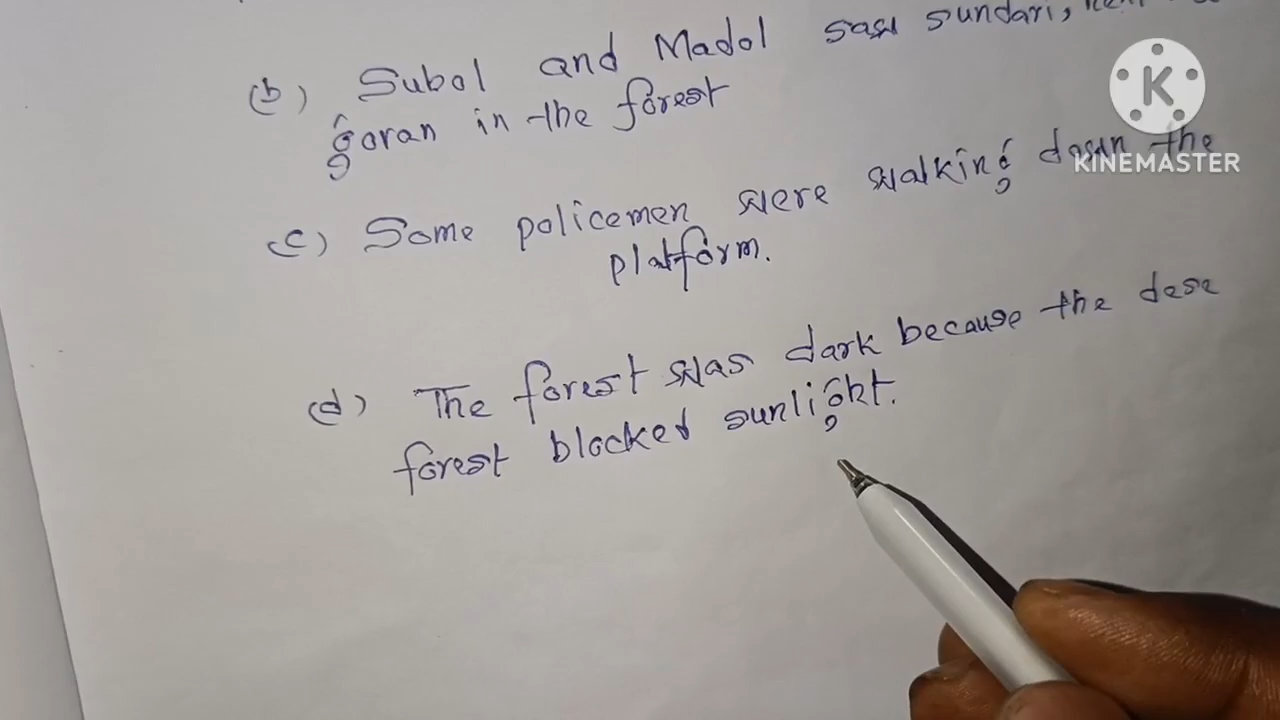 (b) Subol and Madol saw sundari,
goran in the forest
(c) Some policemen were walking down the
platform.
(d) The forest was dark because the dese
forest blocked sunlight.
K
KINEMASTER